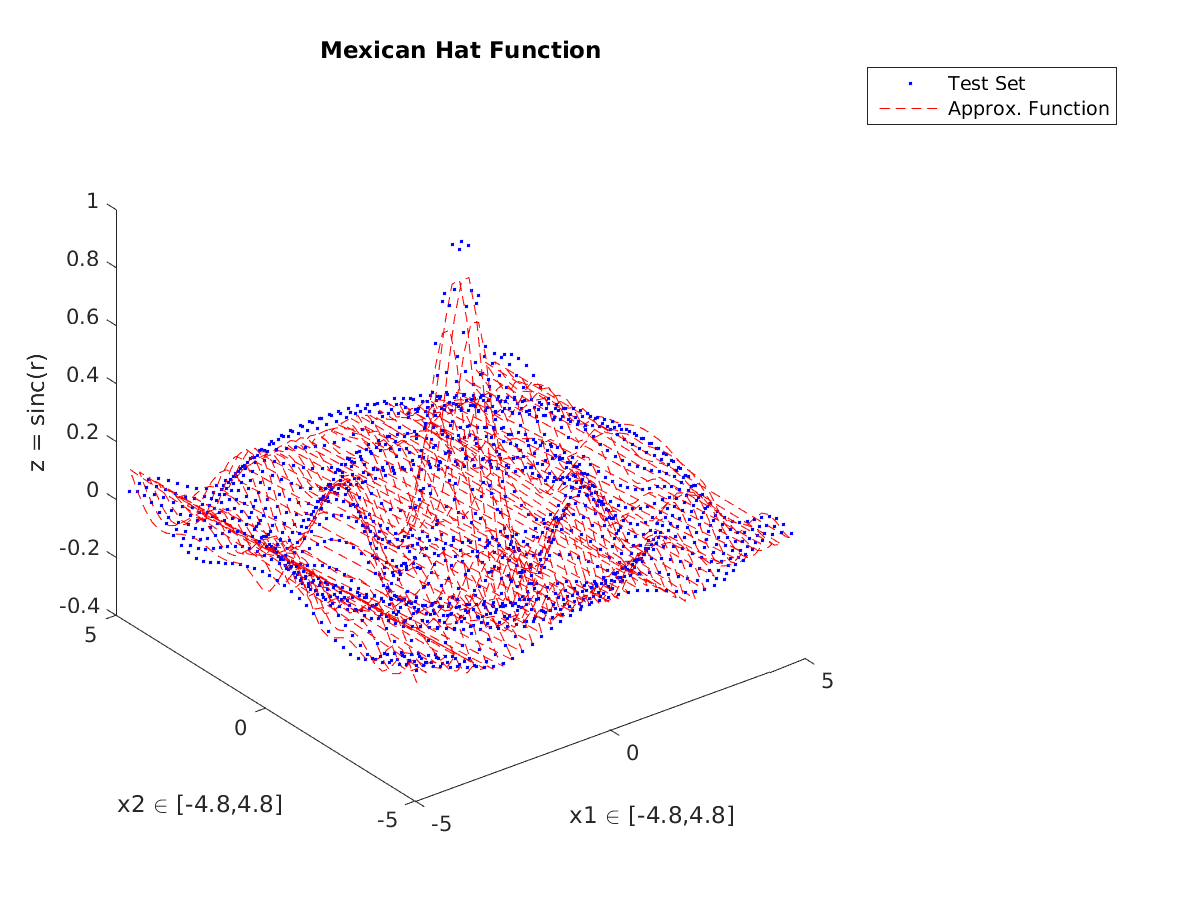 Mexican Hat Function
Test Set
Approx. Function
z = sinc(r)
1
0.8
0.6
0.4
0.2
0
-0.2
-0.4
5
0
-5
x2 ∈ [-4.8,4.8]
-5
0
5
x1 ∈ [-4.8,4.8]